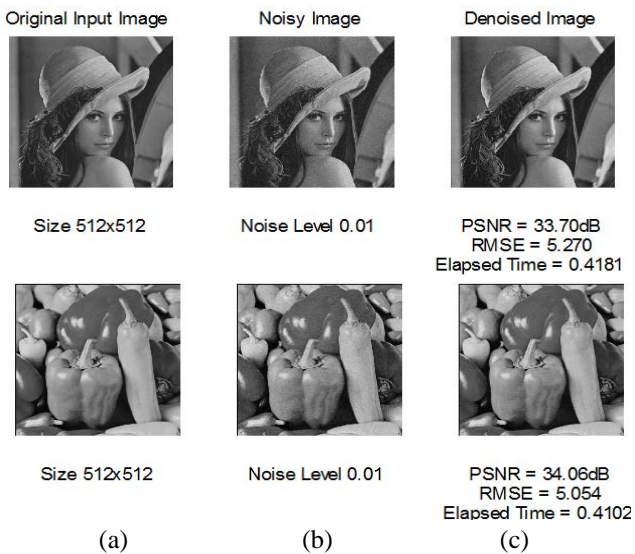 Original Input Image Noisy Image Denoised Image
Size 512x512 Noise Level 0.01 PSNR = 33.70dB
RMSE = 5.270
Elapsed Time = 0.4181
Size 512x512 Noise Level 0.01 PSNR = 34.06dB
RMSE = 5.054
Elapsed Time = 0.4102
(a) (b) (c)